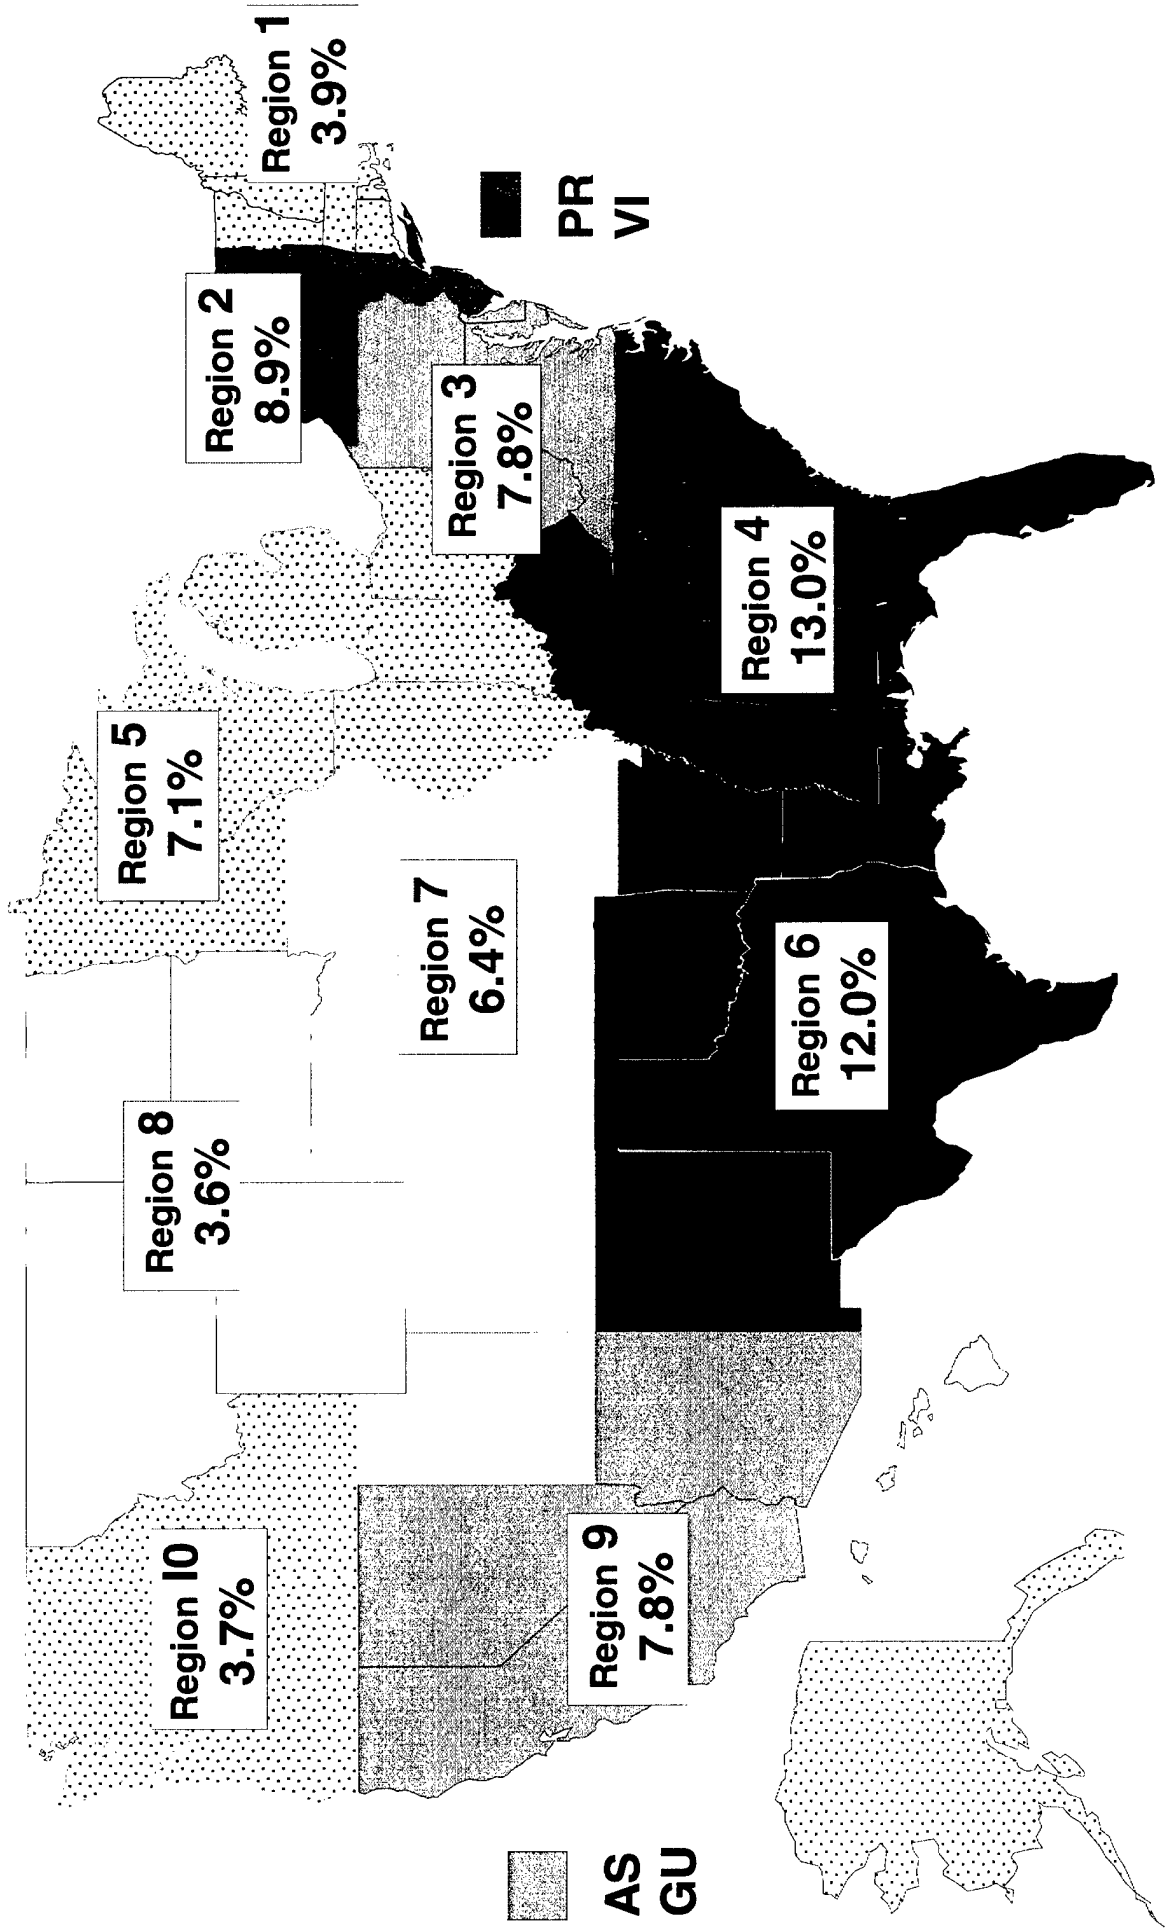 Region 10
3.7%
Region 8
3.6%
Region 5
7.1%
Region 2
8.9%
Region 1
3.9%
Region 9
7.8%
Region 7
6.4%
Region 3
7.8%
Region 6
12.0%
Region 4
13.0%
AS
GU
PR
VI